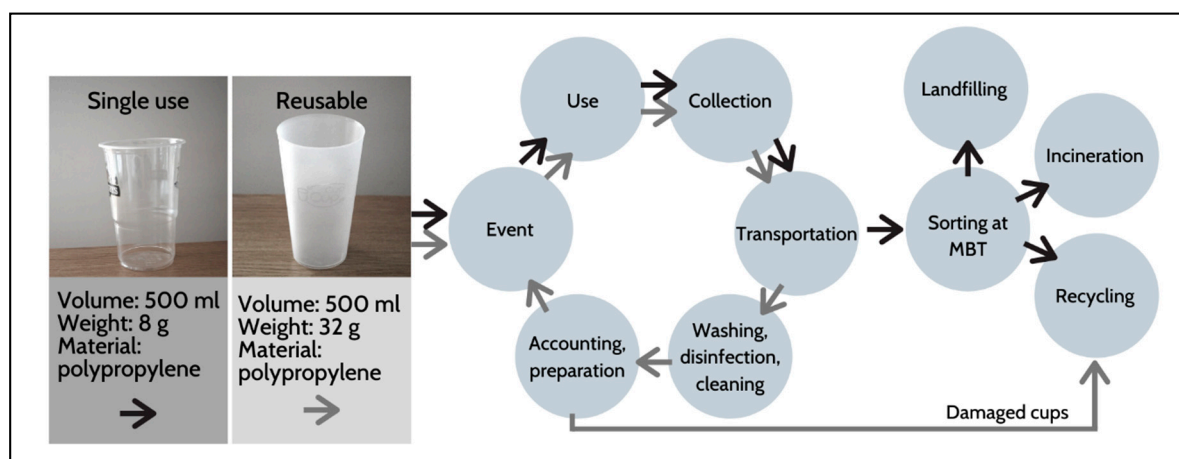 Single use
Volume: 500 ml
Weight: 8 g
Material:
polypropylene
Reusable
Volume: 500 ml
Weight: 32 g
Material:
polypropylene
Event
Use
Collection
Transportation
Washing,
disinfection,
cleaning
Accounting,
preparation
Sorting at
MBT
Landfilling
Incineration
Recycling
Damaged cups